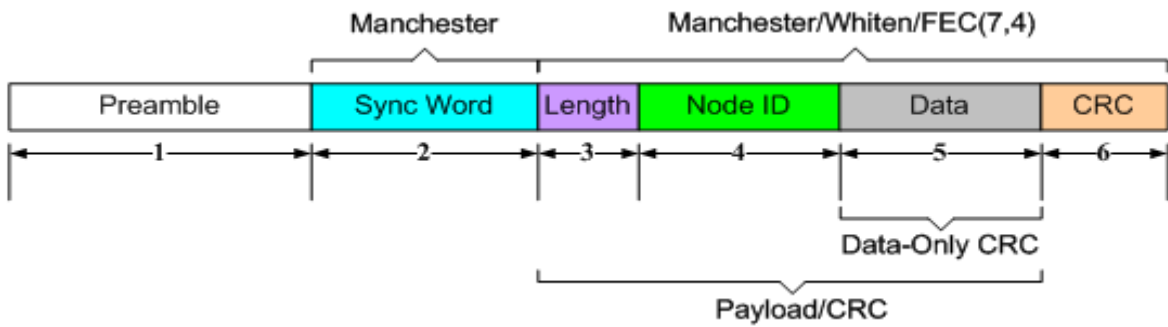 Manchester Manchester/Whiten/FEC(7,4)
Preamble Sync Word Length Node ID Data CRC
1 2 3 4 5 6
Data-Only CRC
Payload/CRC